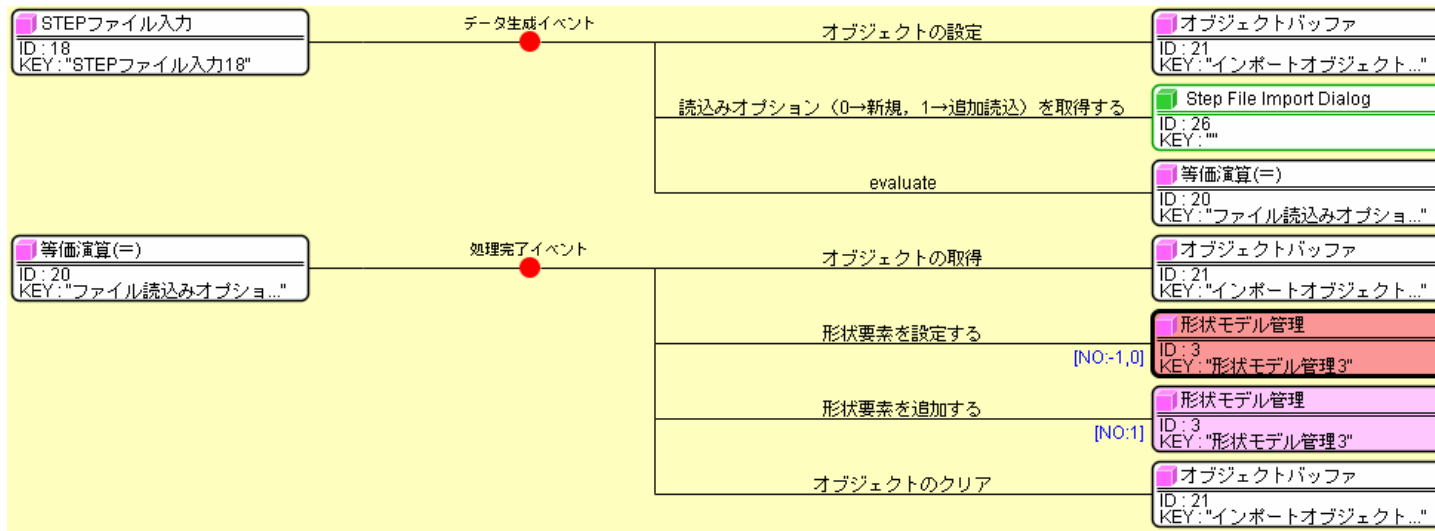 STEPファイル入力
ID : 18
KEY : "STEPファイル入力18"
データ生成イベント
オブジェクトの設定
オブジェクトバッファ
ID : 21
KEY : "インポートオブジェクト..."
読込みオプション（0→新規，1→追加読込）を取得する
Step File Import Dialog
ID : 26
KEY : ""
evaluate
等価演算(＝)
ID : 20
KEY : "ファイル読込みオプショ..."
等価演算(＝)
ID : 20
KEY : "ファイル読込みオプショ..."
処理完了イベント
オブジェクトの取得
オブジェクトバッファ
ID : 21
KEY : "インポートオブジェクト..."
形状要素を設定する
[NO:-1,0]
形状モデル管理
ID : 3
KEY : "形状モデル管理3"
形状要素を追加する
[NO:1]
形状モデル管理
ID : 3
KEY : "形状モデル管理3"
オブジェクトのクリア
オブジェクトバッファ
ID : 21
KEY : "インポートオブジェクト..."